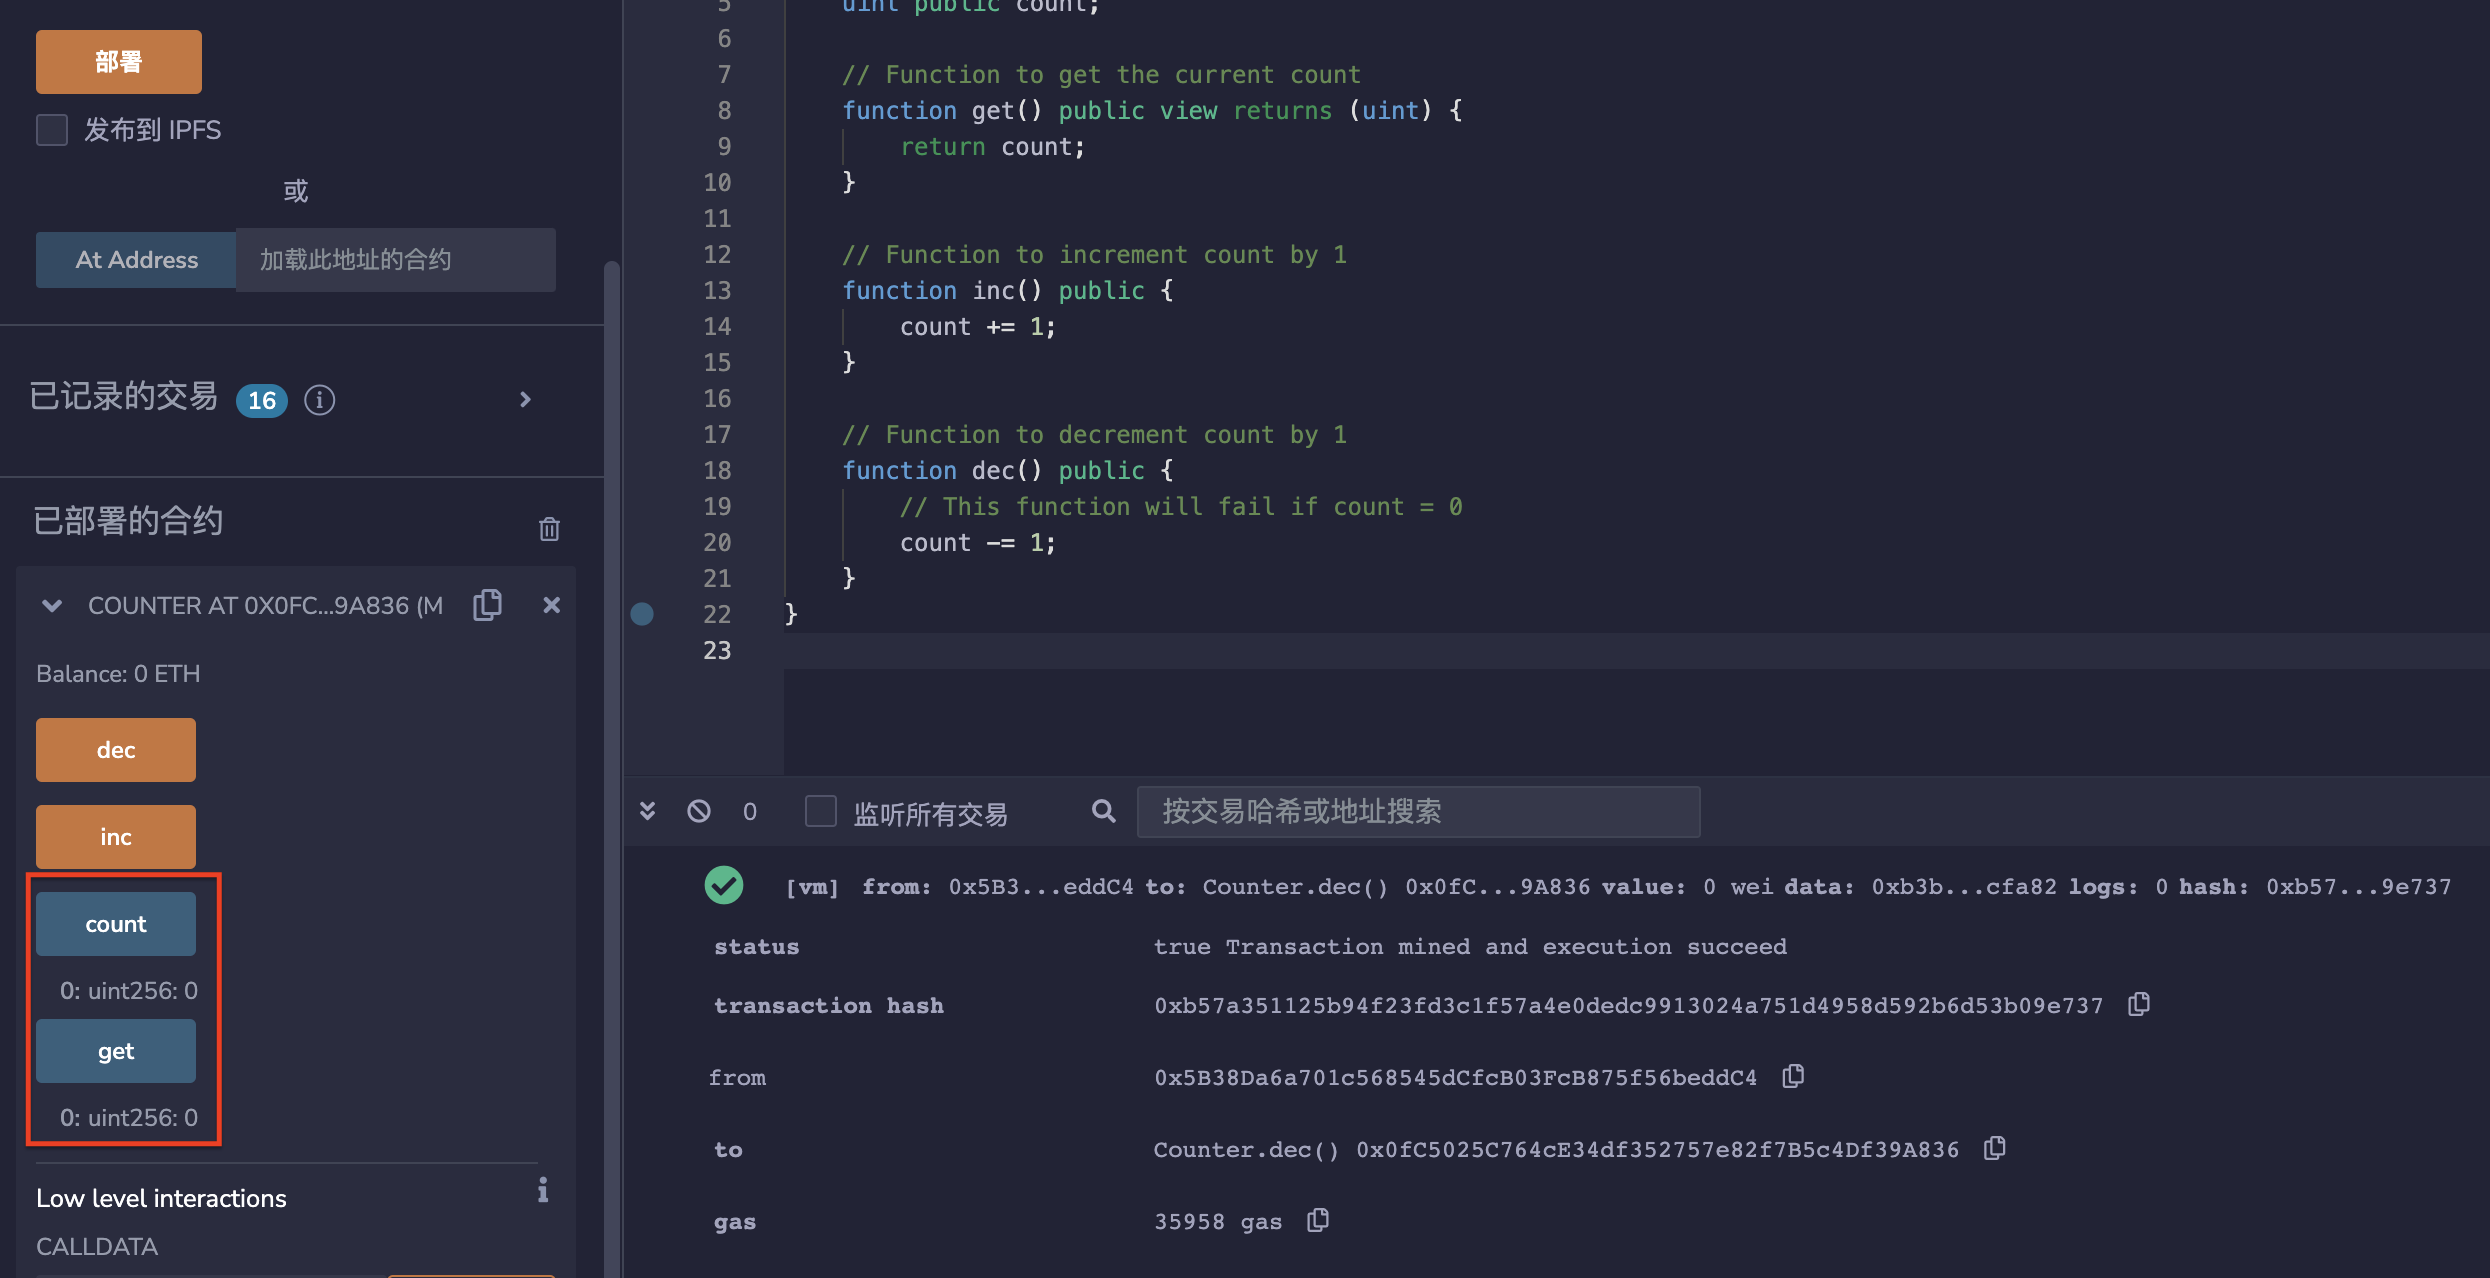 部署
发布到 IPFS
或
At Address 加载此地址的合约
已记录的交易 16
已部署的合约
COUNTER AT 0X0FC...9A836 (M
Balance: 0 ETH
dec
inc
count
0: uint256: 0
get
0: uint256: 0
Low level interactions
CALLDATA
5 uint public count;
6
7 // Function to get the current count
8 function get() public view returns (uint) {
9 return count;
10 }
11
12 // Function to increment count by 1
13 function inc() public {
14 count += 1;
15 }
16
17 // Function to decrement count by 1
18 function dec() public {
19 // This function will fail if count = 0
20 count -= 1;
21 }
22 }
23
0 监听所有交易 按交易哈希或地址搜索
[vm] from: 0x5B3...eddC4 to: Counter.dec() 0x0fC...9A836 value: 0 wei data: 0xb3b...cfa82 logs: 0 hash: 0xb57...9e737
status true Transaction mined and execution succeed
transaction hash 0xb57a351125b94f23fd3c1f57a4e0dedc9913024a751d4958d592b6d53b09e737
from 0x5B38Da6a701c568545dCfcB03FcB875f56beddC4
to Counter.dec() 0x0fC5025C764cE34df352757e82f7B5c4Df39A836
gas 35958 gas